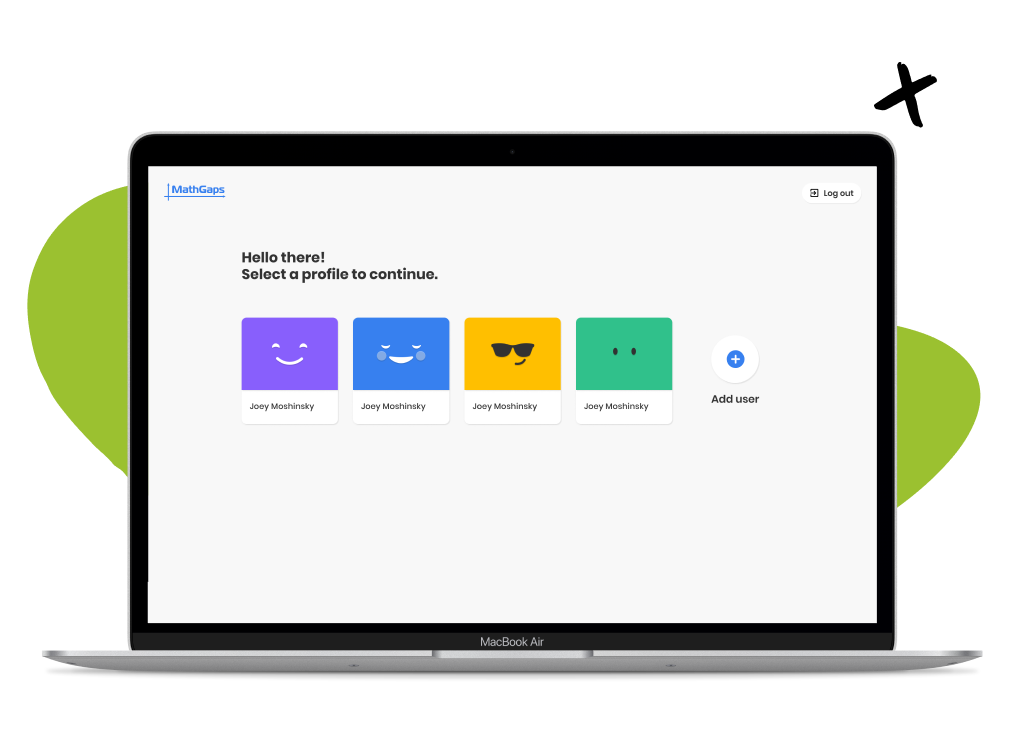 MathGaps
Log out
Hello there!
Select a profile to continue.
Joey Moshinsky
Joey Moshinsky
Joey Moshinsky
Joey Moshinsky
Add user
MacBook Air